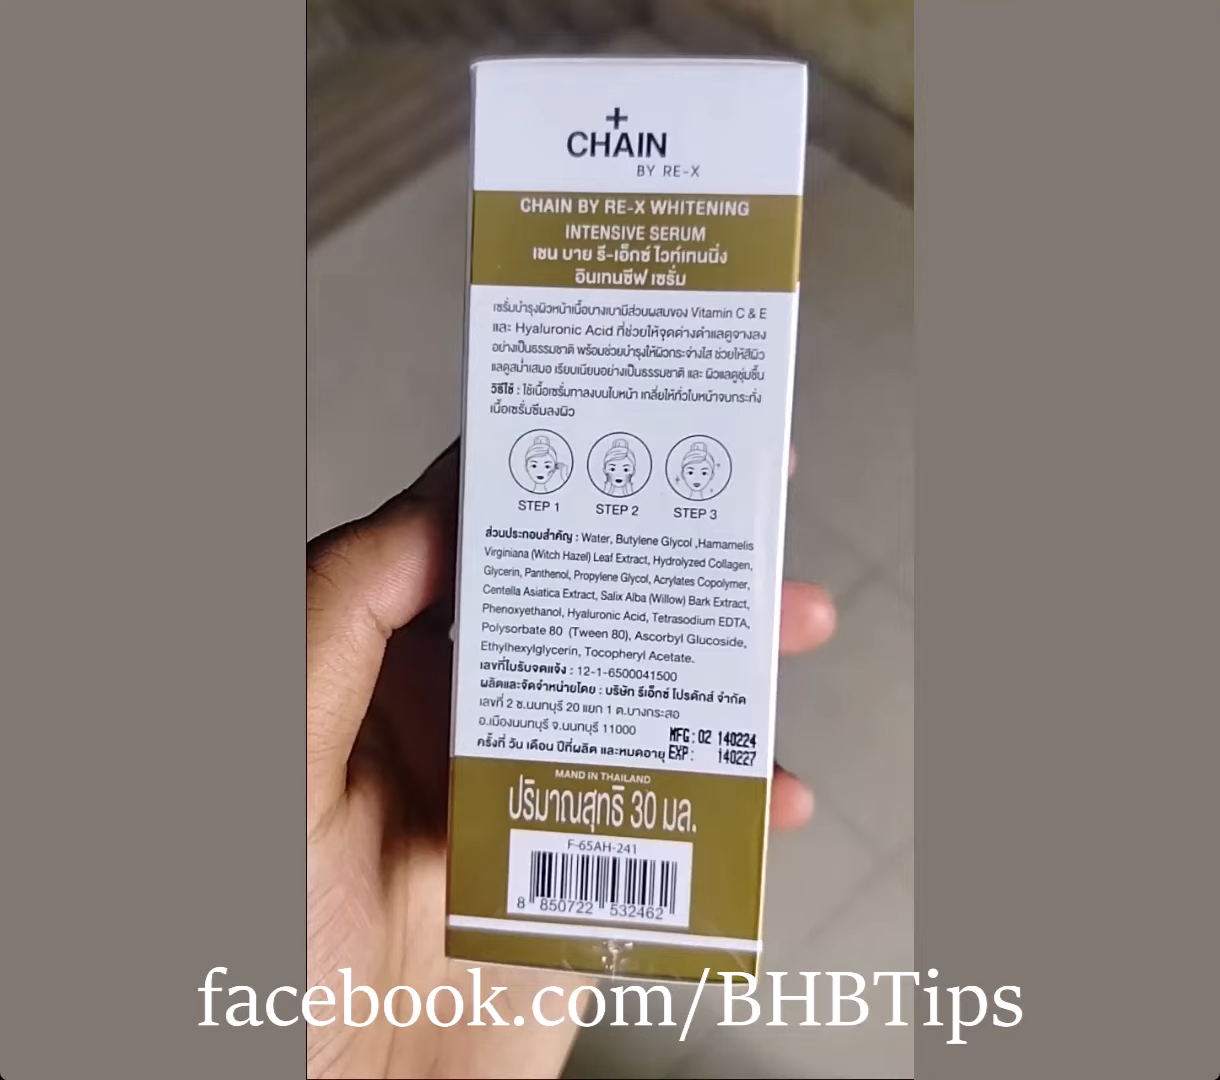 +
CHAIN
BY RE-X
CHAIN BY RE-X WHITENING
INTENSIVE SERUM
เชน บาย รี-เอ็กซ์ ไวท์เทนนิ่ง
อินเทนซีฟ เซรั่ม
เซรั่มบำรุงผิวหน้าเนื้อบางเบามีส่วนผสมของ Vitamin C & E
และ Hyaluronic Acid ที่ช่วยให้จุดด่างดำแลดูจางลง
อย่างเป็นธรรมชาติ พร้อมช่วยบำรุงให้ผิวกระจ่างใส ช่วยให้สีผิว
แลดูสม่ำเสมอ เรียบเนียนอย่างเป็นธรรมชาติ และ ผิวแลดูชุ่มชื้น
วิธีใช้ : ใช้เนื้อเซรั่มทาลงบนใบหน้า เกลี่ยให้ทั่วใบหน้าจนกระทั่ง
เนื้อเซรั่มซึมลงผิว
STEP 1 STEP 2 STEP 3
ส่วนประกอบสำคัญ : Water, Butylene Glycol ,Hamamelis
Virginiana (Witch Hazel) Leaf Extract, Hydrolyzed Collagen,
Glycerin, Panthenol, Propylene Glycol, Acrylates Copolymer,
Centella Asiatica Extract, Salix Alba (Willow) Bark Extract,
Phenoxyethanol, Hyaluronic Acid, Tetrasodium EDTA,
Polysorbate 80 (Tween 80), Ascorbyl Glucoside,
Ethylhexylglycerin, Tocopheryl Acetate.
เลขที่ใบรับจดแจ้ง : 12-1-6500041500
ผลิตและจัดจำหน่ายโดย : บริษัท รีเอ็กซ์ โปรดักส์ จำกัด
เลขที่ 2 ซ.นนทบุรี 20 แยก 1 ต.บางกระสอ
อ.เมืองนนทบุรี จ.นนทบุรี 11000 MFG : 02 140224
ครั้งที่ วัน เดือน ปีที่ผลิต และหมดอายุ EXP : 140227
MAND IN THAILAND
ปริมาณสุทธิ 30 มล.
F-65AH-241
8 850722 532462
facebook.com/BHBTips